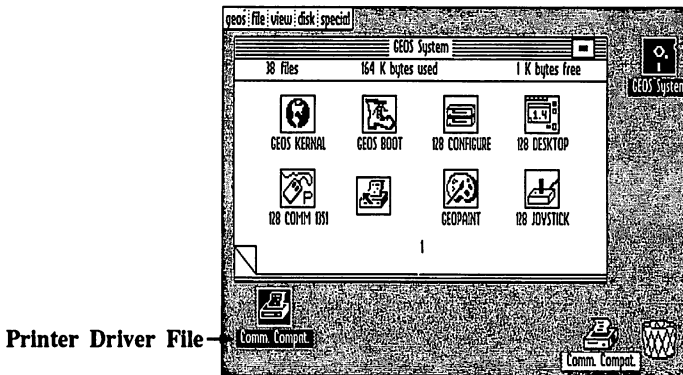 geos file view disk special
GEOS System
38 files 164 K bytes used 1 K bytes free
GEOS System
GEOS KERNAL GEOS BOOT 128 CONFIGURE 128 DESKTOP
1.4
128 COMM 1351 GEOPAINT 128 JOYSTICK
P
1
Printer Driver File
Comm. Compat.
Comm. Compat.